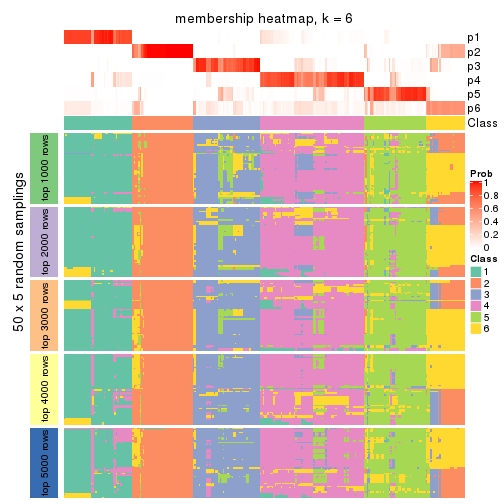 membership heatmap, k = 6
p1
p2
p3
p4
p5
p6
Class
50 x 5 random samplings
top 1000 rows
top 2000 rows
top 3000 rows
top 4000 rows
top 5000 rows
Prob
1
0.8
0.6
0.4
0.2
0
Class
1
2
3
4
5
6